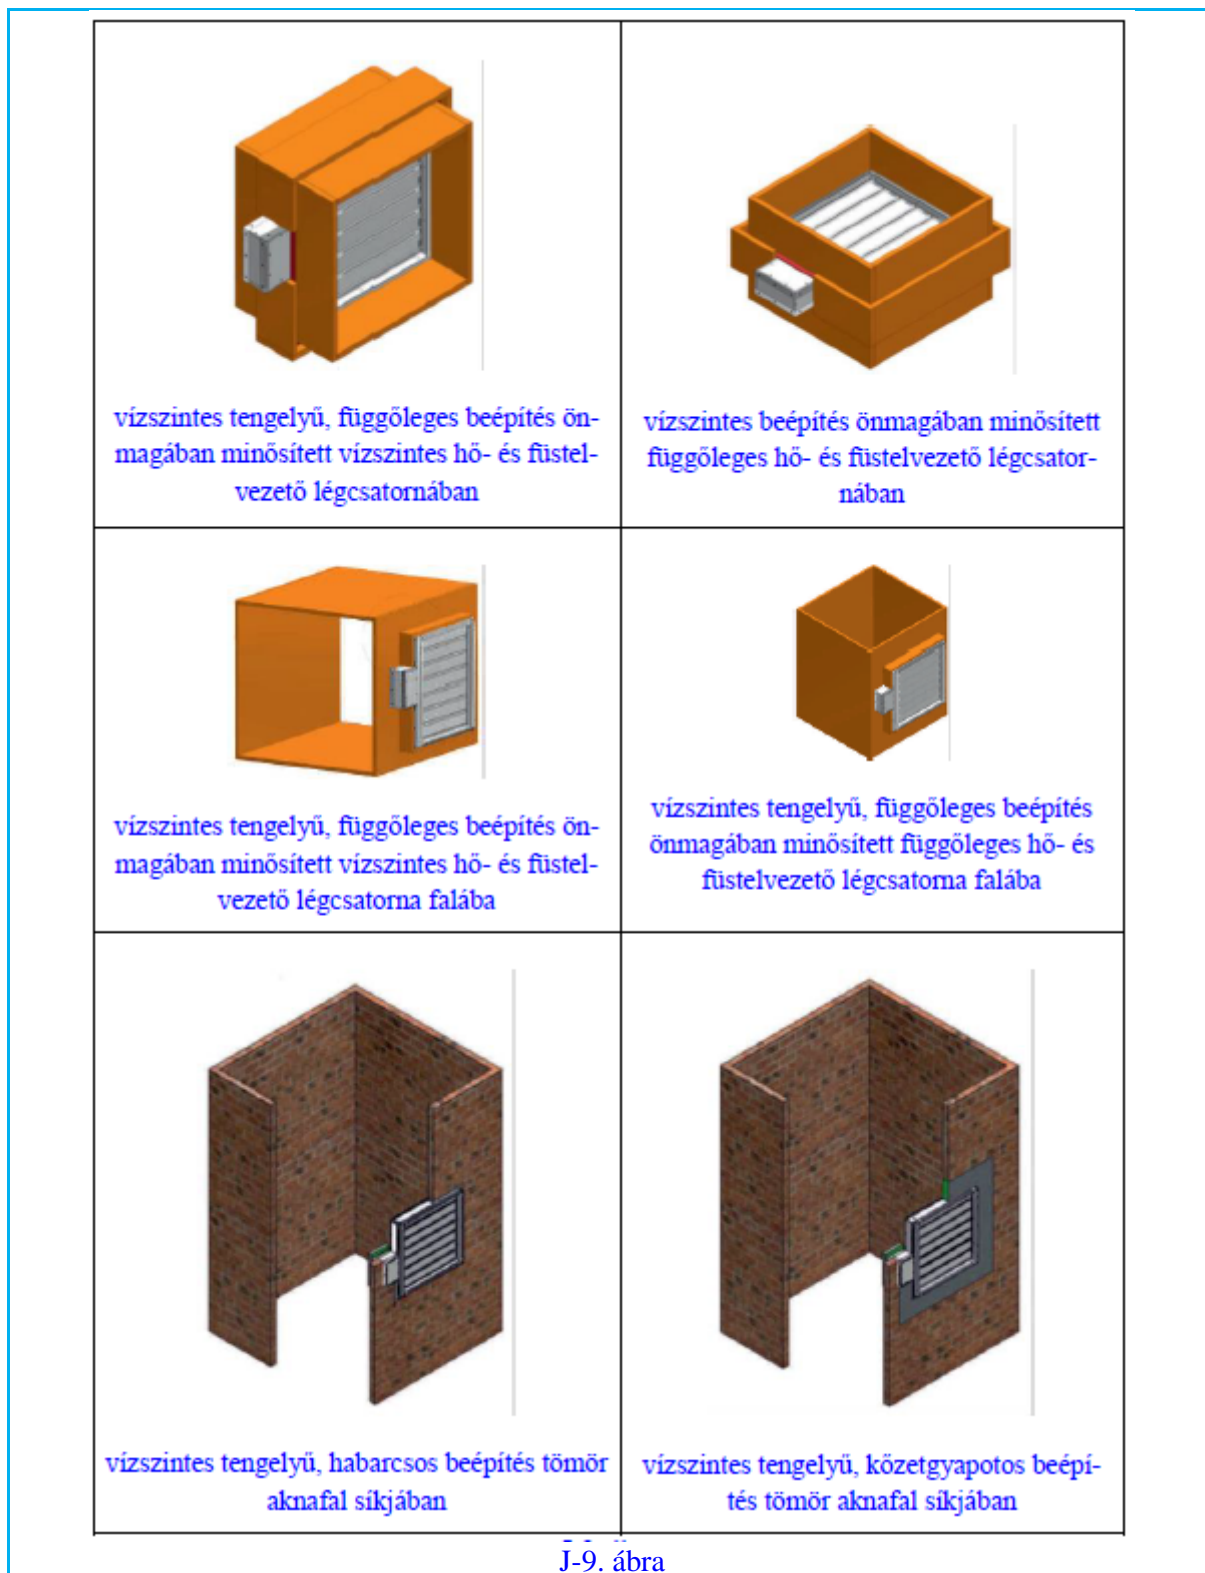 vízszintes tengelyű, függőleges beépítés ön-
magában minősített vízszintes hő- és füstel-
vezető légcsatornában
vízszintes beépítés önmagában minősített
függőleges hő- és füstelvezető légcsator-
nában
vízszintes tengelyű, függőleges beépítés ön-
magában minősített vízszintes hő- és füstel-
vezető légcsatorna falába
vízszintes tengelyű, függőleges beépítés
önmagában minősített függőleges hő- és
füstelvezető légcsatorna falába
vízszintes tengelyű, habarcsos beépítés tömör
aknafal síkjában
vízszintes tengelyű, kőzetgyapotos beépí-
tés tömör aknafal síkjában
J-9. ábra